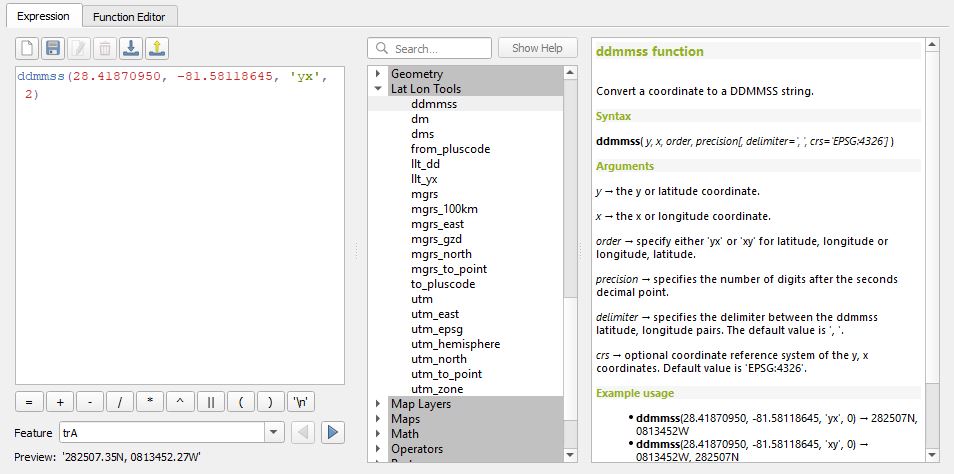 Expression
Function Editor
ddmmss(28.41870950, -81.58118645, 'yx',
2)
=
+
-
/
*
^
||
(
)
'\n'
Feature trA
Preview: '282507.35N, 0813452.27W'
Search...
Show Help
Geometry
Lat Lon Tools
ddmmss
dm
dms
from_pluscode
llt_dd
llt_yx
mgrs
mgrs_100km
mgrs_east
mgrs_gzd
mgrs_north
mgrs_to_point
to_pluscode
utm
utm_east
utm_epsg
utm_hemisphere
utm_north
utm_to_point
utm_zone
Map Layers
Maps
Math
Operators
ddmmss function
Convert a coordinate to a DDMMSS string.
Syntax
ddmmss( y, x, order, precision[, delimiter=', ', crs='EPSG:4326'] )
Arguments
y → the y or latitude coordinate.
x → the x or longitude coordinate.
order → specify either 'yx' or 'xy' for latitude, longitude or
longitude, latitude.
precision → specifies the number of digits after the seconds
decimal point.
delimiter → specifies the delimiter between the ddmmss
latitude, longitude pairs. The default value is ', '.
crs → optional coordinate reference system of the y, x
coordinates. Default value is 'EPSG:4326'.
Example usage
• ddmmss(28.41870950, -81.58118645, 'yx', 0) → 282507N,
0813452W
• ddmmss(28.41870950, -81.58118645, 'xy', 0) →
0813452W, 282507N